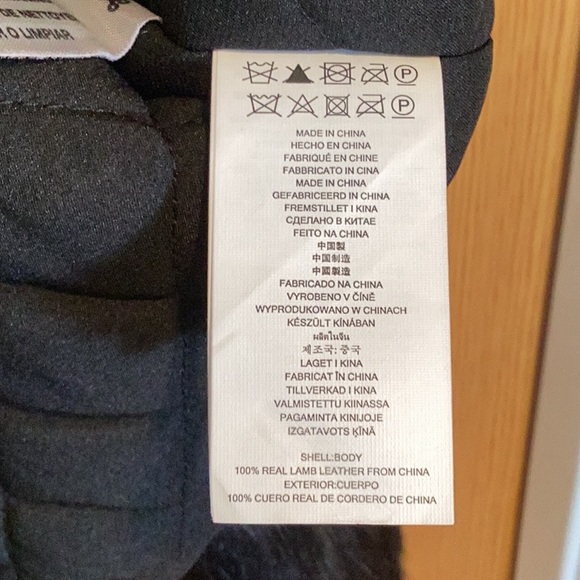 DE NETTOYE
O LIMPIAR
P
P
MADE IN CHINA
HECHO EN CHINA
FABRIQUÉ EN CHINE
FABBRICATO IN CINA
MADE IN CHINA
GEFABRICEERD IN CHINA
FREMSTILLET I KINA
СДЕЛАНО В КИТАЕ
FEITO NA CHINA
中国製
中国制造
中國製造
FABRICADO NA CHINA
VYROBENO V ČÍNĚ
WYPRODUKOWANO W CHINACH
KÉSZÜLT KÍNÁBAN
ผลิตในจีน
제조국: 중국
LAGET I KINA
FABRICAT ÎN CHINA
TILLVERKAD I KINA
VALMISTETTU KIINASSA
PAGAMINTA KINIJOJE
IZGATAVOTS ĶĪNĀ
SHELL:BODY
100% REAL LAMB LEATHER FROM CHINA
EXTERIOR:CUERPO
100% CUERO REAL DE CORDERO DE CHINA